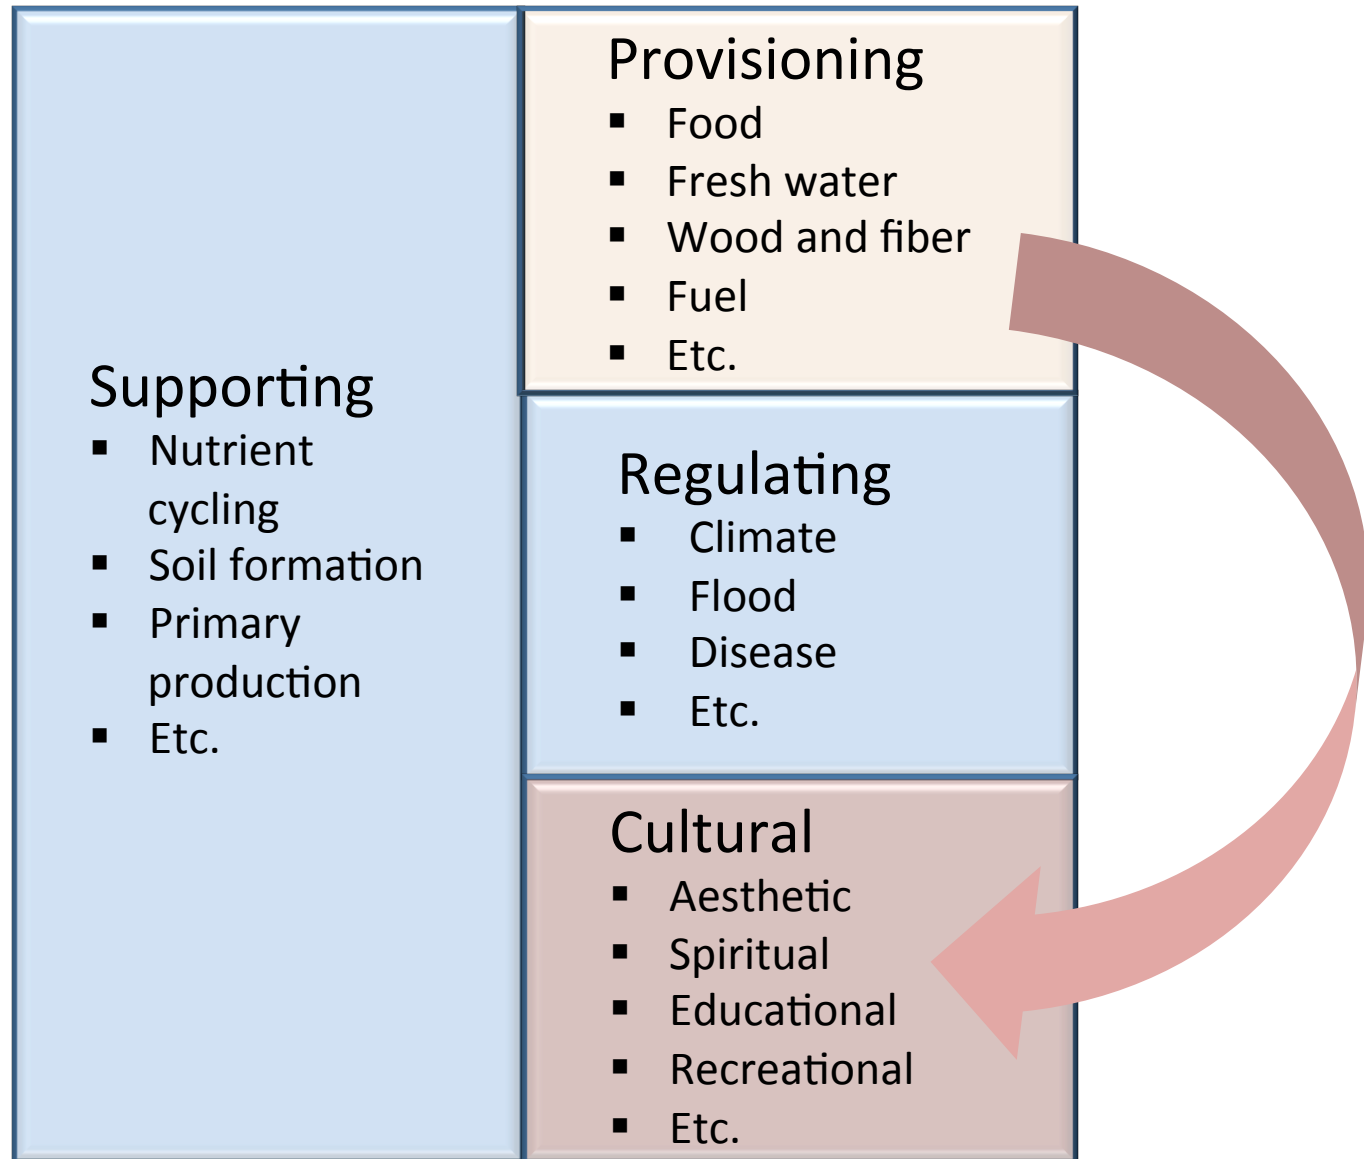 Supporting
▪ Nutrient
cycling
▪ Soil formation
▪ Primary
production
▪ Etc.
Provisioning
▪ Food
▪ Fresh water
▪ Wood and fiber
▪ Fuel
▪ Etc.
Regulating
▪ Climate
▪ Flood
▪ Disease
▪ Etc.
Cultural
▪ Aesthetic
▪ Spiritual
▪ Educational
▪ Recreational
▪ Etc.